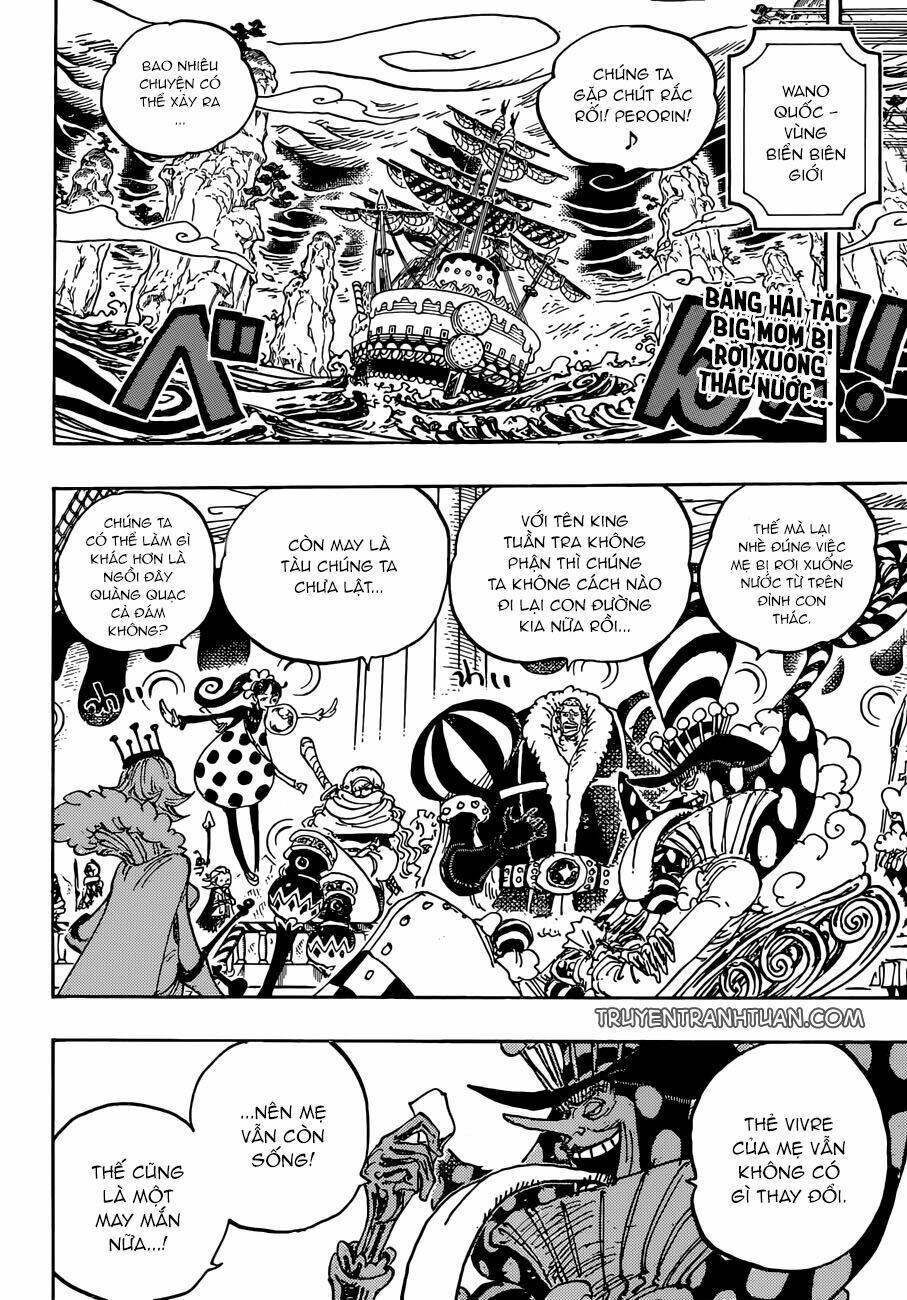 WANO
QUỐC -
VÙNG
BIỂN BIÊN
GIỚI
CHÚNG TA
GẶP CHÚT RẮC
RỐI! PERORIN!
♪
BAO NHIÊU
CHUYỆN CÓ
THỂ XẢY RA
...
BĂNG HẢI TẶC
BIG MOM BỊ
RƠI XUỐNG
THÁC NƯỚC...
THẾ MÀ LẠI
NHÈ ĐÚNG VIỆC
MẸ BỊ RƠI XUỐNG
NƯỚC TỪ TRÊN
ĐỈNH CON
THÁC.
VỚI TÊN KING
TUẦN TRA KHÔNG
PHẬN THÌ CHÚNG
TA KHÔNG CÁCH NÀO
ĐI LẠI CON ĐƯỜNG
KIA NỮA RỒI...
CÒN MAY LÀ
TÀU CHÚNG TA
CHƯA LẬT...
CHÚNG TA
CÓ THỂ LÀM GÌ
KHÁC HƠN LÀ
NGỒI ĐÂY
QUÀNG QUẠC
CẢ ĐÁM
KHÔNG?
TRUYENTRANHTUAN.COM
THẺ VIVRE
CỦA MẸ VẪN
KHÔNG CÓ
GÌ THAY ĐỔI.
...NÊN MẸ
VẪN CÒN
SỐNG!
THẾ CŨNG
LÀ MỘT
MAY MẮN
NỮA...!